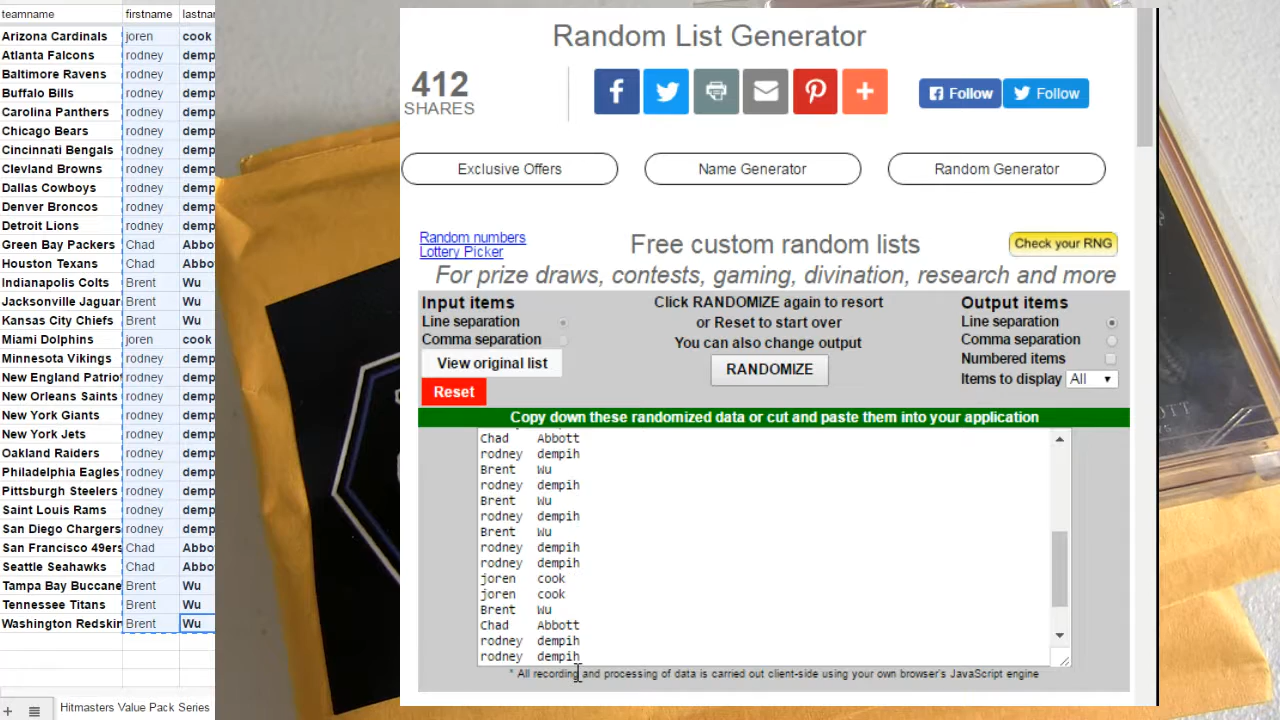 teamname firstname lastnar
Arizona Cardinals joren cook
Atlanta Falcons rodney demp
Baltimore Ravens rodney demp
Buffalo Bills rodney demp
Carolina Panthers rodney demp
Chicago Bears rodney demp
Cincinnati Bengals rodney demp
Clevland Browns rodney demp
Dallas Cowboys rodney demp
Denver Broncos rodney demp
Detroit Lions rodney demp
Green Bay Packers Chad Abbo
Houston Texans Chad Abbo
Indianapolis Colts Brent Wu
Jacksonville Jaguar Brent Wu
Kansas City Chiefs Brent Wu
Miami Dolphins joren cook
Minnesota Vikings rodney demp
New England Patrio rodney demp
New Orleans Saints rodney demp
New York Giants rodney demp
New York Jets rodney demp
Oakland Raiders rodney demp
Philadelphia Eagles rodney demp
Pittsburgh Steelers rodney demp
Saint Louis Rams rodney demp
San Diego Chargers rodney demp
San Francisco 49ers Chad Abbo
Seattle Seahawks Chad Abbo
Tampa Bay Buccane Brent Wu
Tennessee Titans Brent Wu
Washington Redskin Brent Wu
Hitmasters Value Pack Series
Random List Generator
412
SHARES
Follow Follow
Exclusive Offers Name Generator Random Generator
Random numbers
Lottery Picker
Free custom random lists
Check your RNG
For prize draws, contests, gaming, divination, research and more
Input items
Line separation
Comma separation
View original list
Reset
Click RANDOMIZE again to resort
or Reset to start over
You can also change output
RANDOMIZE
Output items
Line separation
Comma separation
Numbered items
Items to display All
Copy down these randomized data or cut and paste them into your application
Chad Abbott
rodney dempih
Brent Wu
rodney dempih
Brent Wu
rodney dempih
Brent Wu
rodney dempih
rodney dempih
joren cook
joren cook
Brent Wu
Chad Abbott
rodney dempih
rodney dempih
* All recording and processing of data is carried out client-side using your own browser's JavaScript engine